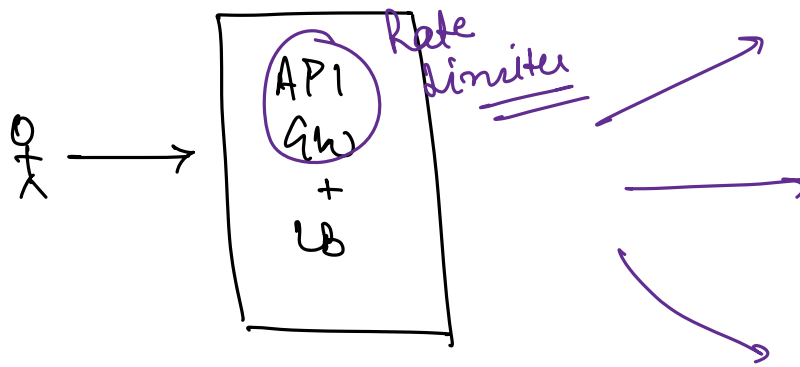 API
GW
+
LB
Rate
Limiter